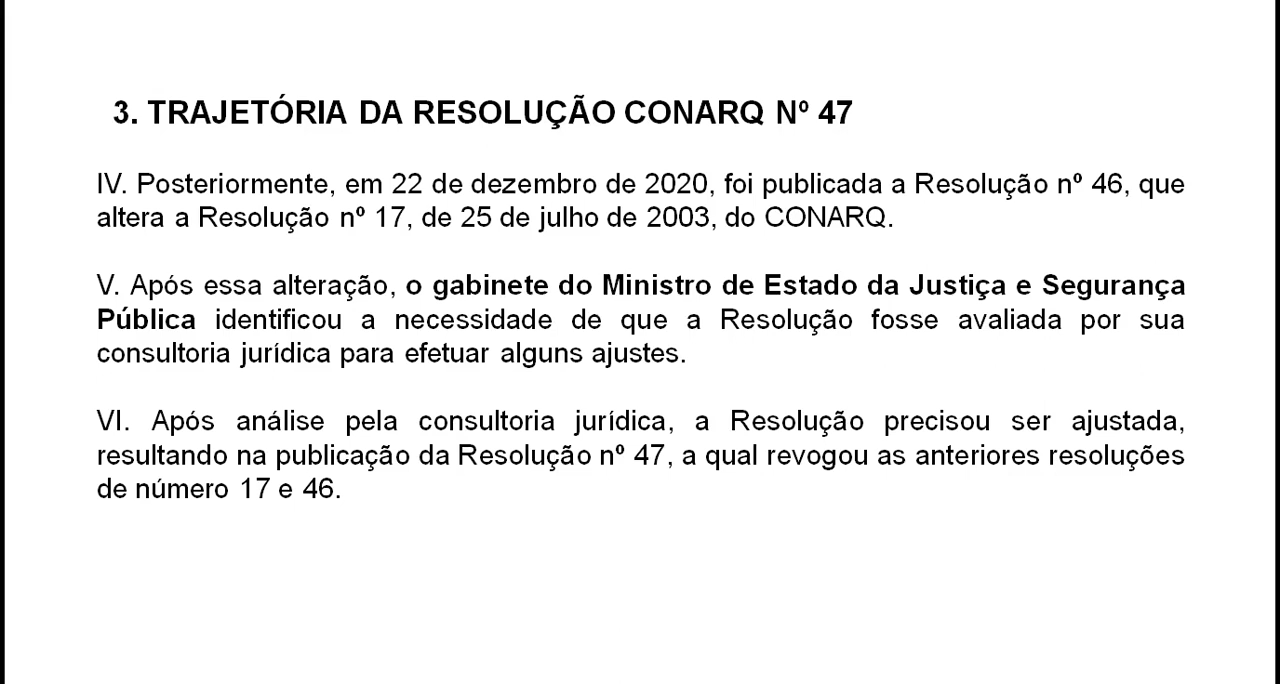 3. TRAJETÓRIA DA RESOLUÇÃO CONARQ Nº 47
IV. Posteriormente, em 22 de dezembro de 2020, foi publicada a Resolução nº 46, que
altera a Resolução nº 17, de 25 de julho de 2003, do CONARQ.
V. Após essa alteração, o gabinete do Ministro de Estado da Justiça e Segurança
Pública identificou a necessidade de que a Resolução fosse avaliada por sua
consultoria jurídica para efetuar alguns ajustes.
VI. Após análise pela consultoria jurídica, a Resolução precisou ser ajustada,
resultando na publicação da Resolução nº 47, a qual revogou as anteriores resoluções
de número 17 e 46.